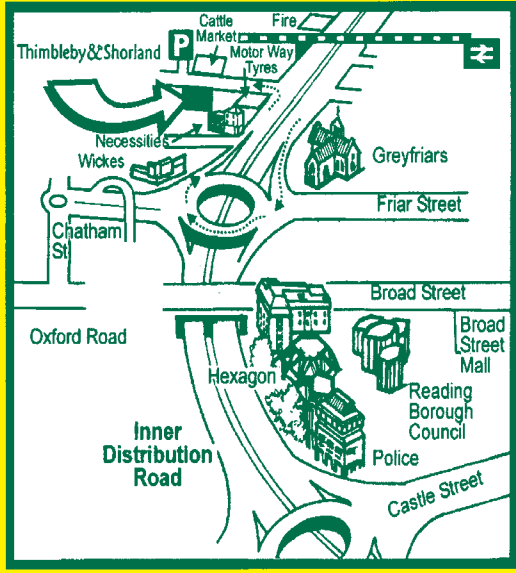 Cattle
Market
Fire
Thimbleby & Shorland
P
Motor Way
Tyres
Necessities
Wickes
Greyfriars
Friar Street
Chatham
St
Broad Street
Oxford Road
Broad
Street
Mall
Hexagon
Reading
Borough
Council
Inner
Distribution
Road
Police
Castle Street